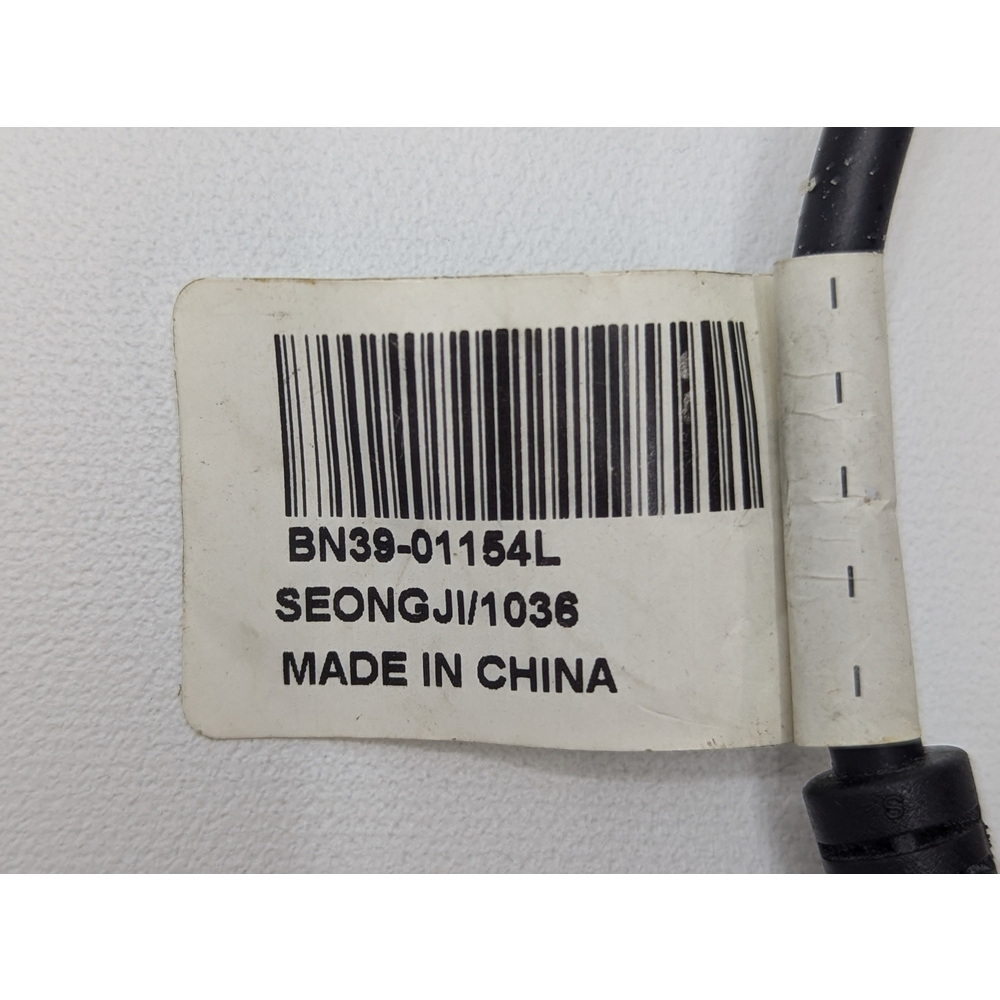 BN39-01154L
SEONGJI/1036
MADE IN CHINA